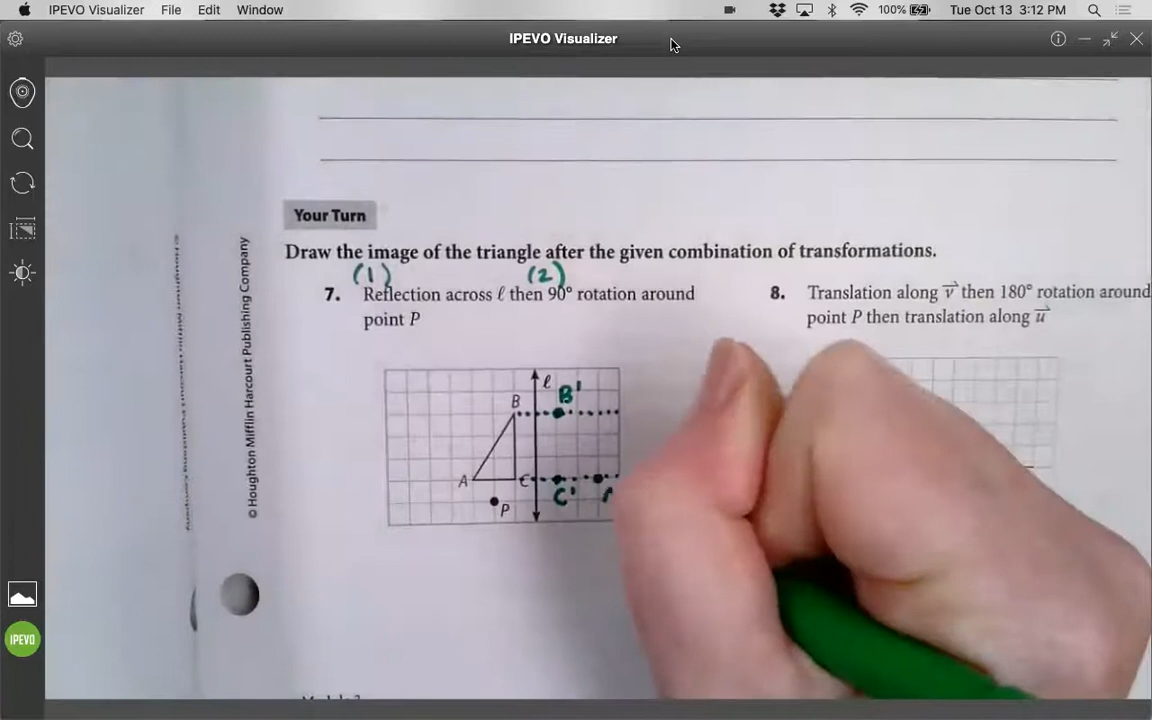 IPEVO Visualizer File Edit Window 100% Tue Oct 13 3:12 PM
IPEVO Visualizer
© Houghton Mifflin Harcourt Publishing Company
Your Turn
Draw the image of the triangle after the given combination of transformations.
(1) (2)
7. Reflection across ℓ then 90° rotation around
point P
8. Translation along v⃗ then 180° rotation around
point P then translation along u⃗
ℓ
B B'
A C C'
P
IPEVO